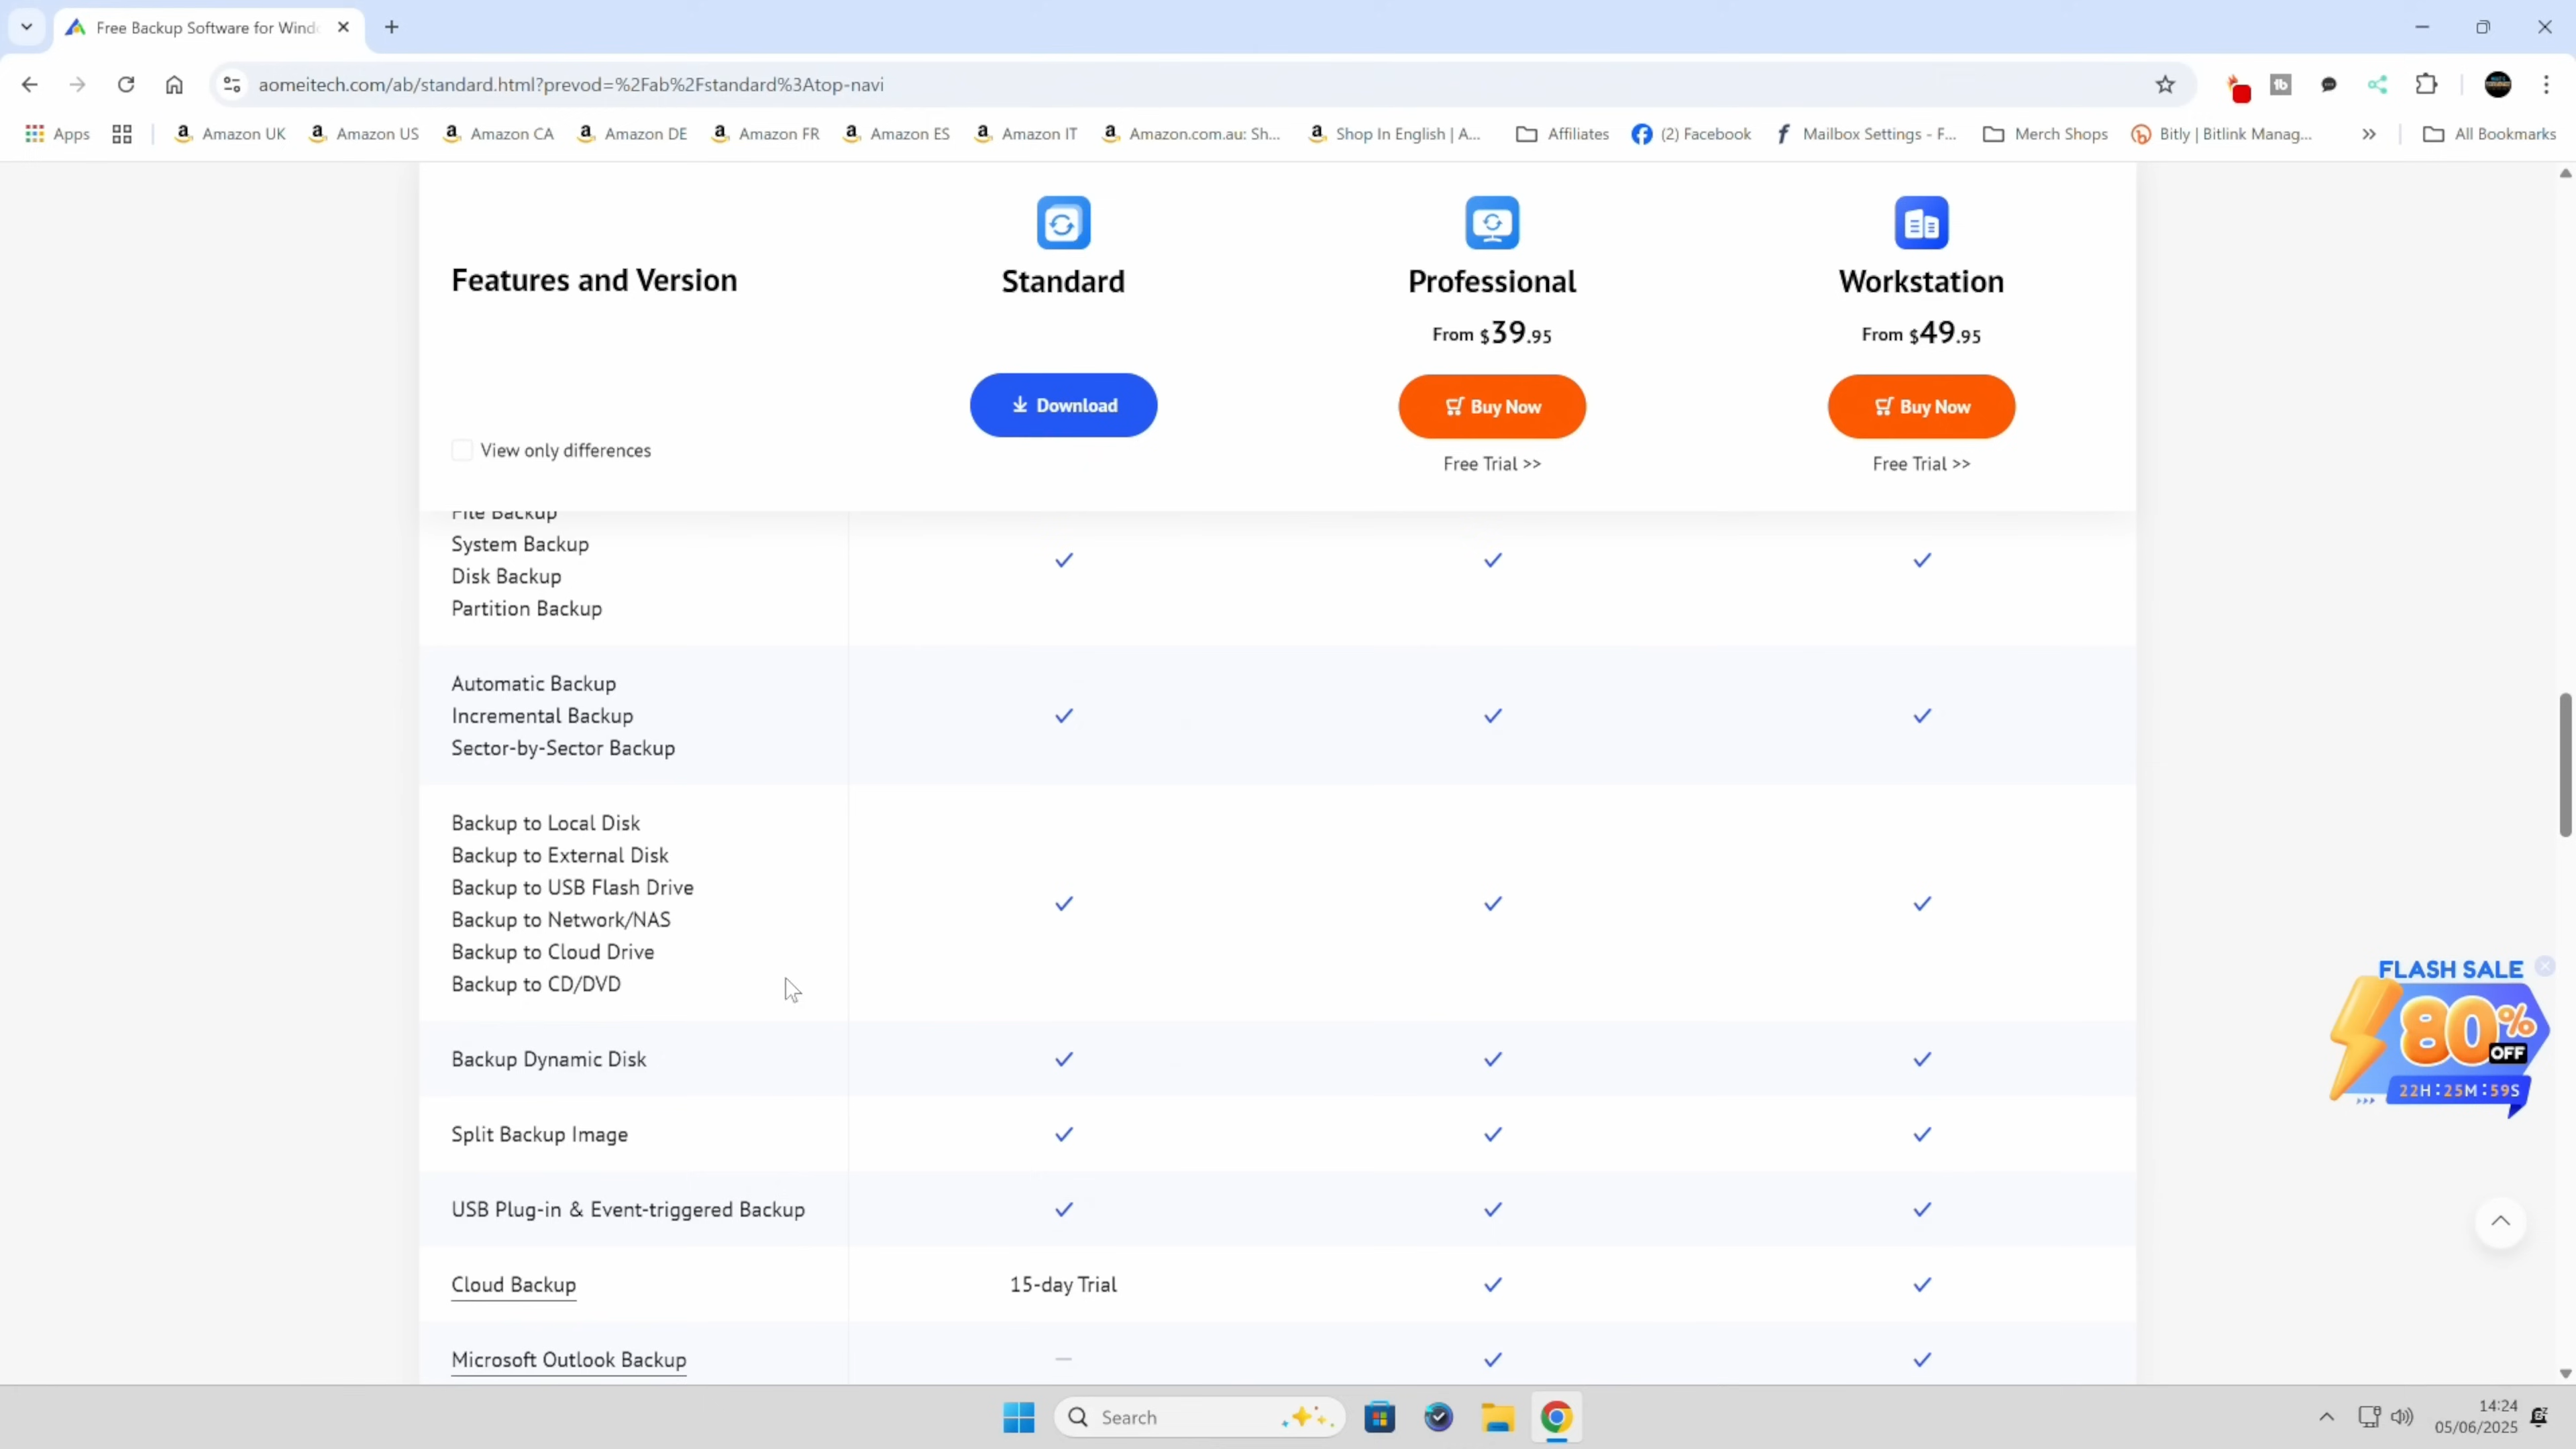 Free Backup Software for Wind
aomeitech.com/ab/standard.html?prevod=%2Fab%2Fstandard%3Atop-navi
Apps
Amazon UK
Amazon US
Amazon CA
Amazon DE
Amazon FR
Amazon ES
Amazon IT
Amazon.com.au: Sh...
Shop In English | A...
Affiliates
(2) Facebook
Mailbox Settings - F...
Merch Shops
Bitly | Bitlink Manag...
All Bookmarks
Features and Version
Standard
Professional
Workstation
From $39.95
From $49.95
Download
Buy Now
Buy Now
View only differences
Free Trial >>
Free Trial >>
File Backup
System Backup
Disk Backup
Partition Backup
Automatic Backup
Incremental Backup
Sector-by-Sector Backup
Backup to Local Disk
Backup to External Disk
Backup to USB Flash Drive
Backup to Network/NAS
Backup to Cloud Drive
Backup to CD/DVD
Backup Dynamic Disk
Split Backup Image
USB Plug-in & Event-triggered Backup
Cloud Backup
15-day Trial
Microsoft Outlook Backup
FLASH SALE
80% OFF
22H:25M:59S
Search
14:24
05/06/2025